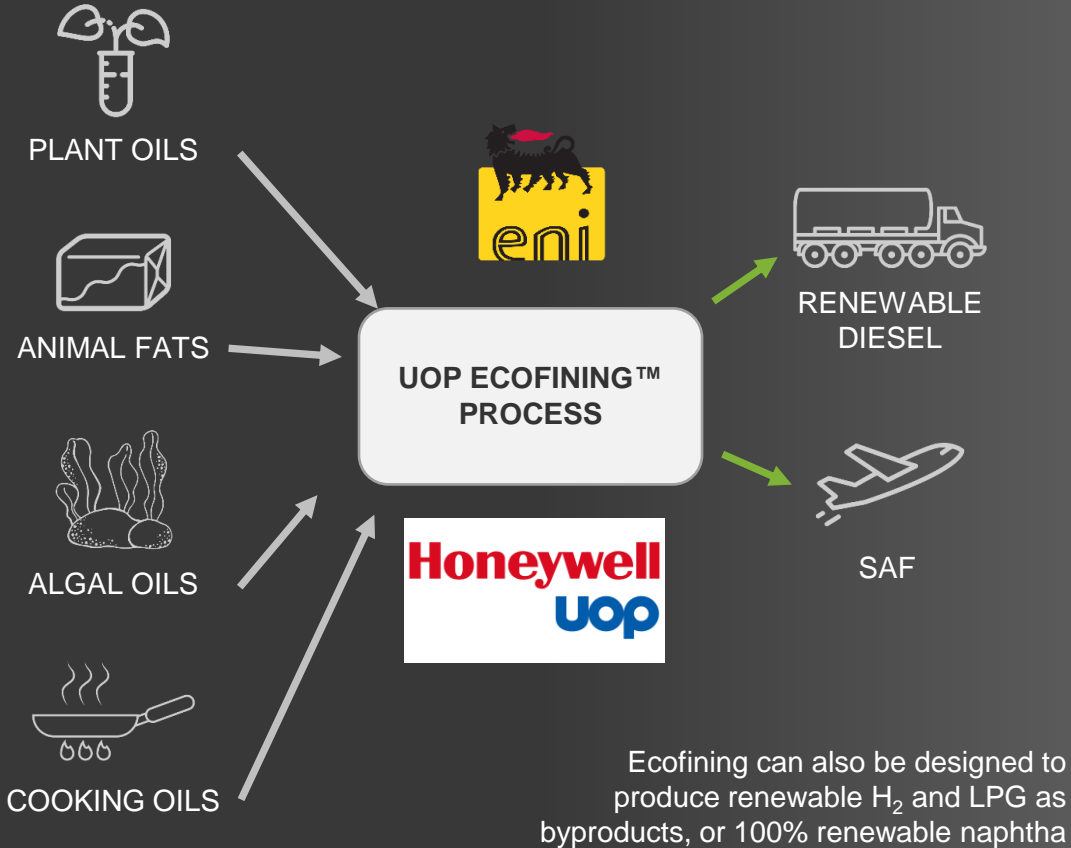 PLANT OILS
ANIMAL FATS
ALGAL OILS
COOKING OILS
eni
UOP ECOFINING™
PROCESS
Honeywell
UOP
RENEWABLE
DIESEL
SAF
Ecofining can also be designed to
produce renewable H₂ and LPG as
byproducts, or 100% renewable naphtha